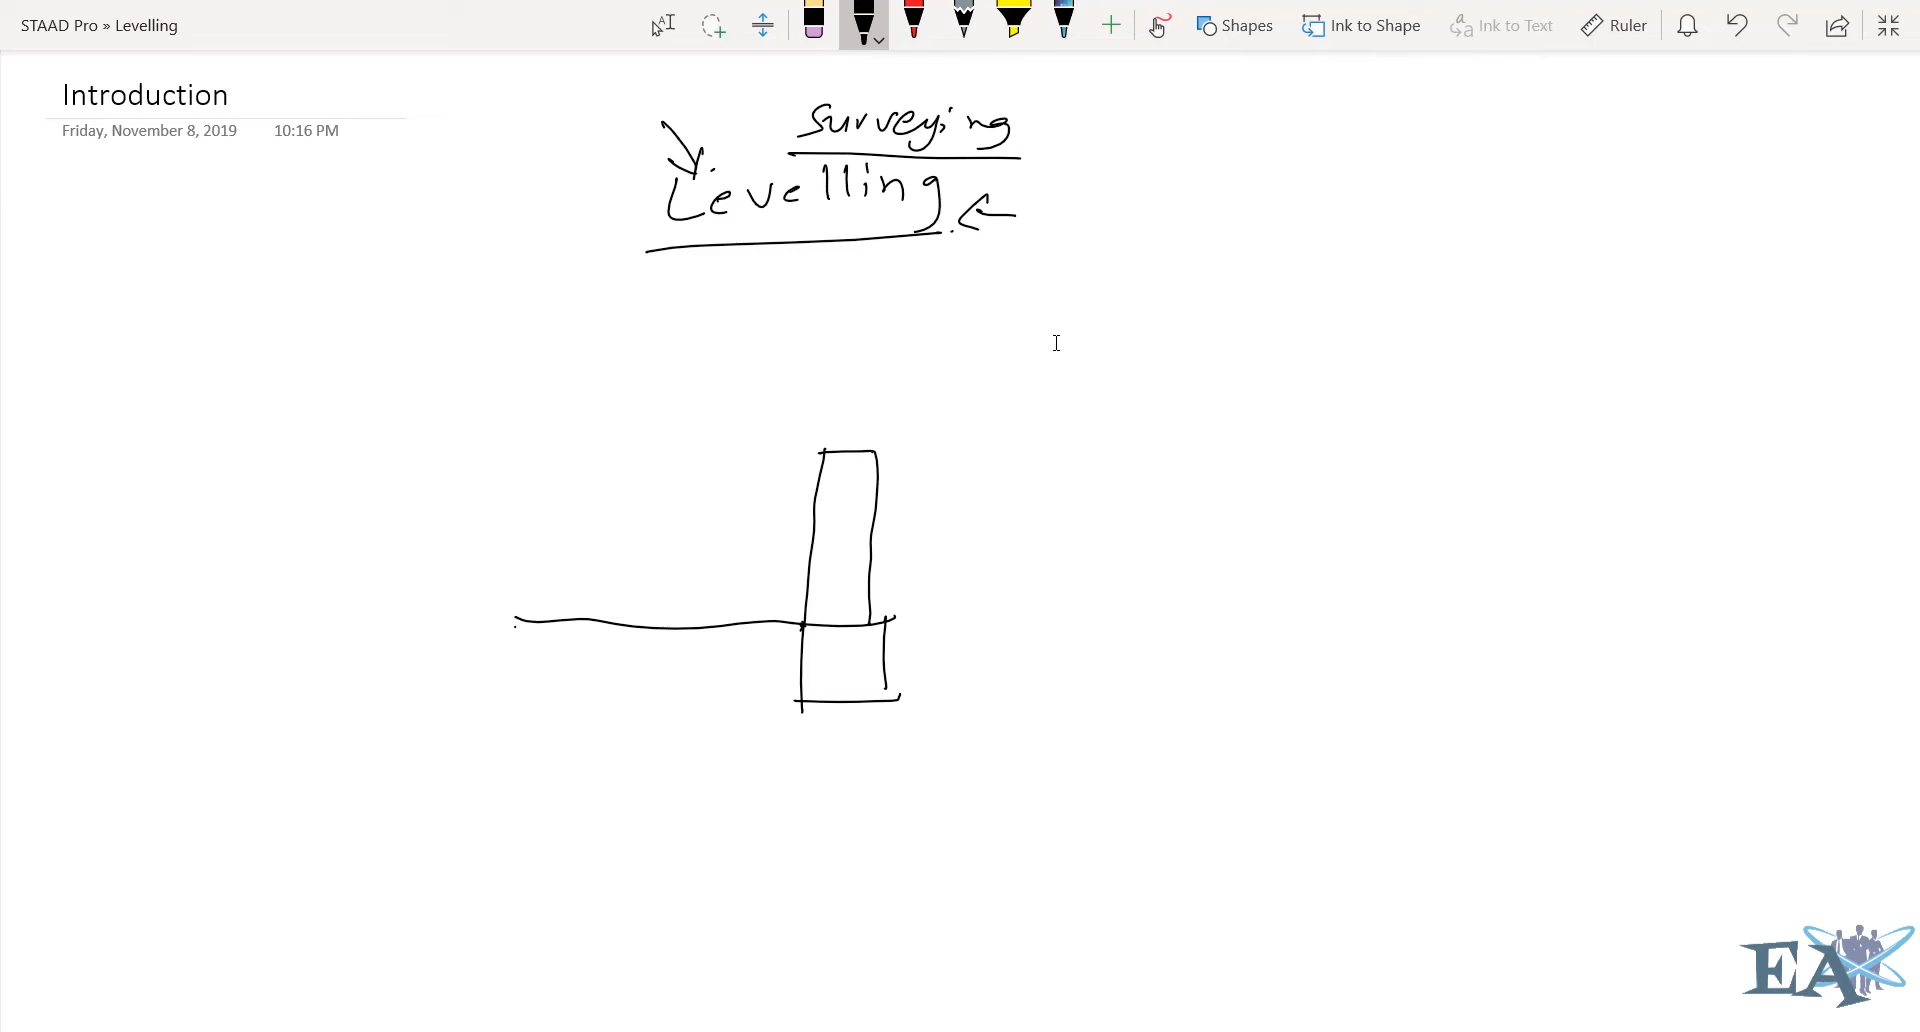 STAAD Pro » Levelling
Shapes
Ink to Shape
Ink to Text
Ruler
Introduction
Friday, November 8, 2019 10:16 PM
Surveying
Levelling
EA